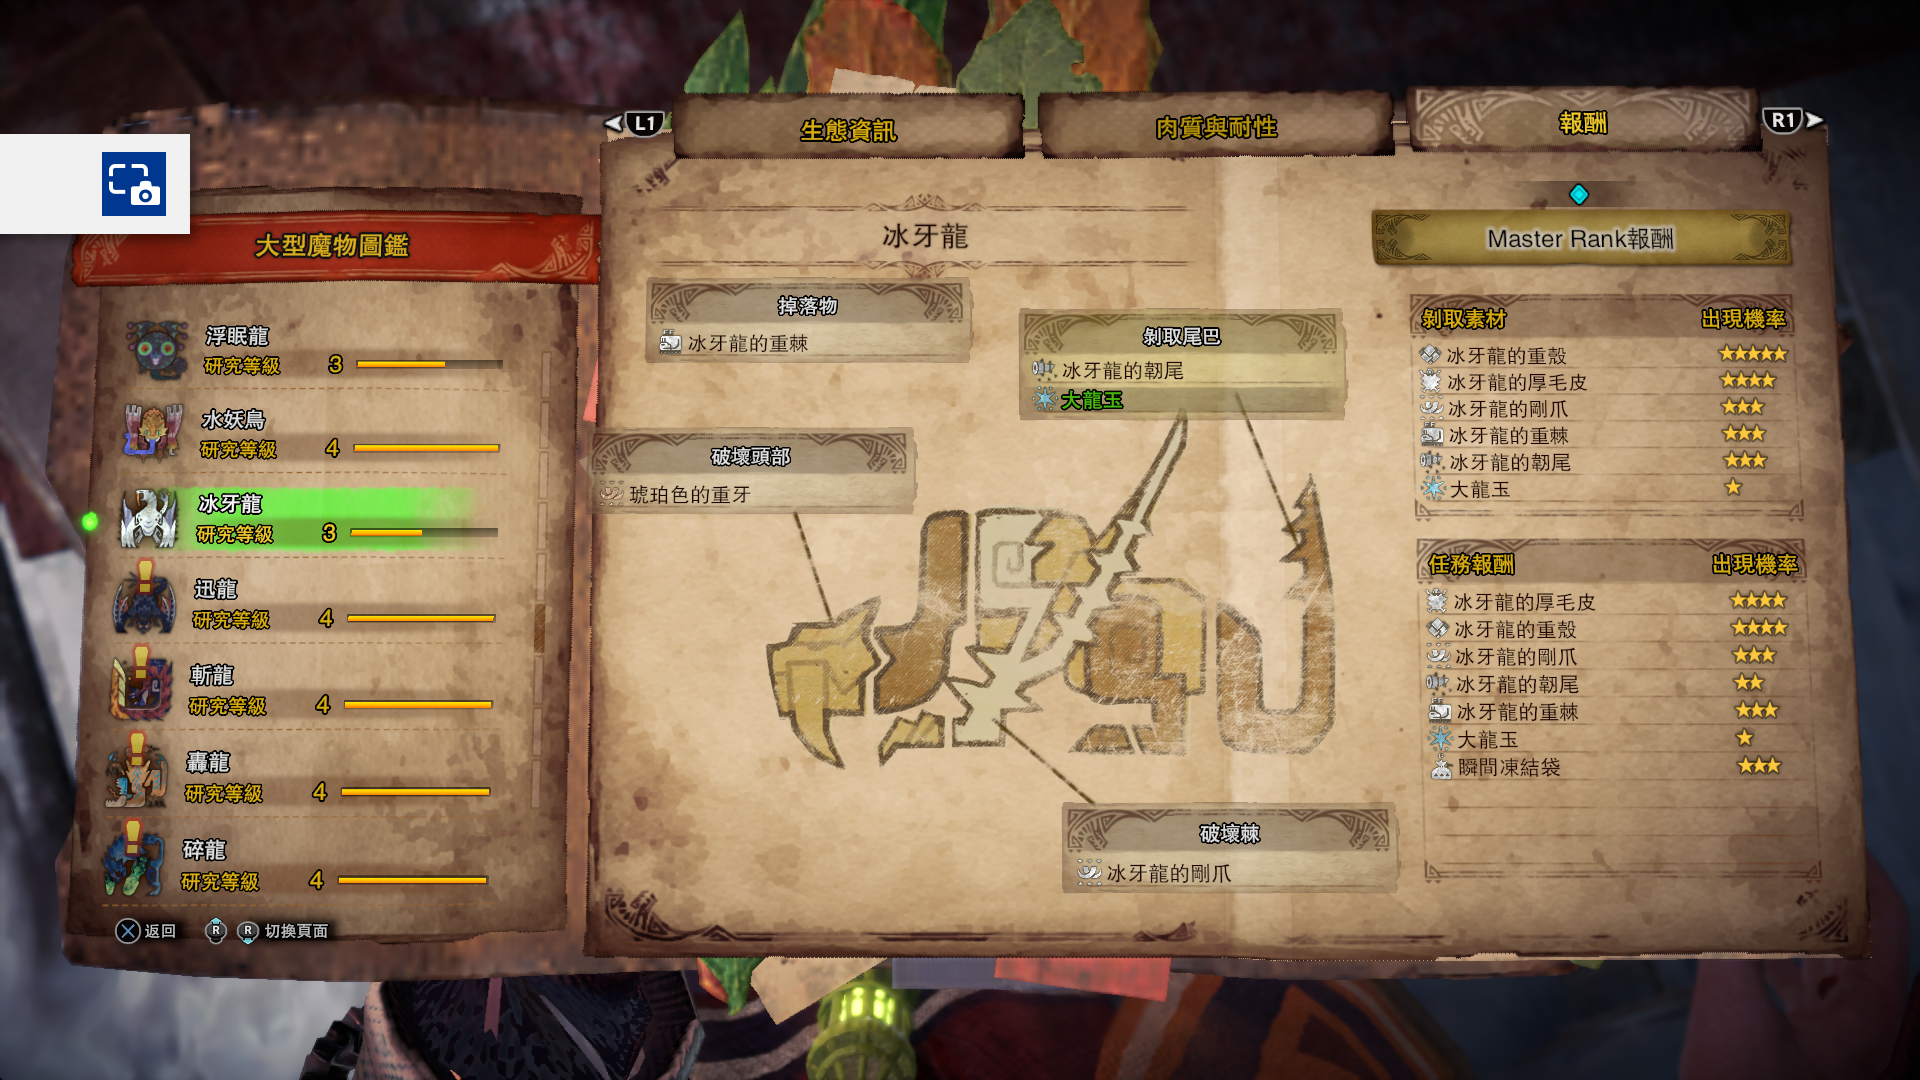 L1
生態資訊
肉質與耐性
報酬
R1
大型魔物圖鑑
浮眠龍
研究等級 3
水妖鳥
研究等級 4
冰牙龍
研究等級 3
迅龍
研究等級 4
斬龍
研究等級 4
轟龍
研究等級 4
碎龍
研究等級 4
返回
R
R
切換頁面
冰牙龍
掉落物
冰牙龍的重棘
剝取尾巴
冰牙龍的韌尾
大龍玉
破壞頭部
琥珀色的重牙
破壞棘
冰牙龍的剛爪
Master Rank報酬
剝取素材 出現機率
冰牙龍的重殼 ★★★★★
冰牙龍的厚毛皮 ★★★★
冰牙龍的剛爪 ★★★
冰牙龍的重棘 ★★★
冰牙龍的韌尾 ★★★
大龍玉 ★
任務報酬 出現機率
冰牙龍的厚毛皮 ★★★★
冰牙龍的重殼 ★★★★
冰牙龍的剛爪 ★★★
冰牙龍的韌尾 ★★
冰牙龍的重棘 ★★★
大龍玉 ★
瞬間凍結袋 ★★★